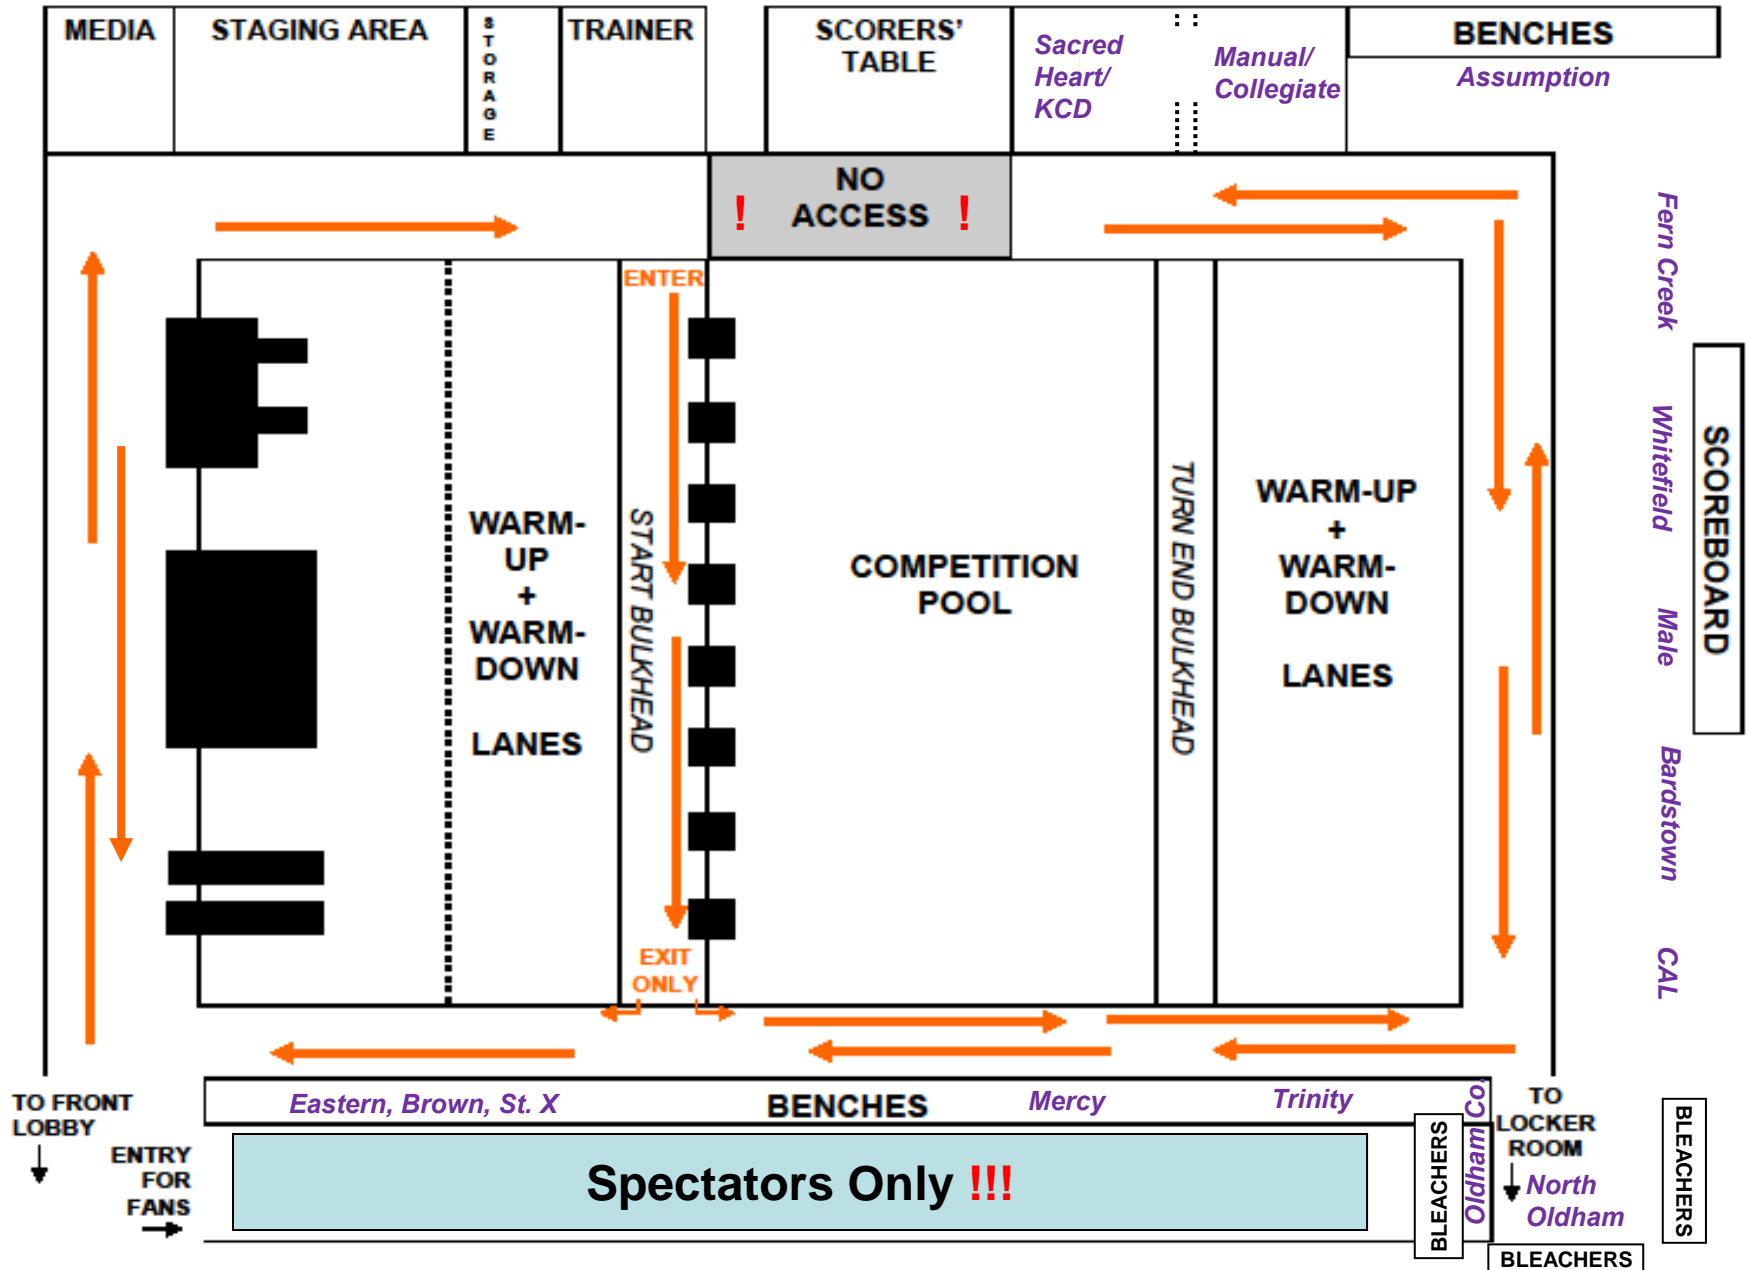 MEDIA
STAGING AREA
STORAGE
TRAINER
SCORERS'
TABLE
Sacred
Heart/
KCD
Manual/
Collegiate
BENCHES
Assumption
NO
! ACCESS !
ENTER
Fern Creek
Whitefield
Male
Bardstown
CAL
SCOREBOARD
WARM-
UP
+
WARM-
DOWN
LANES
START BULKHEAD
COMPETITION
POOL
TURN END BULKHEAD
WARM-UP
+
WARM-
DOWN
LANES
EXIT
ONLY
TO FRONT
LOBBY
ENTRY
FOR
FANS
Eastern, Brown, St. X
BENCHES
Mercy
Trinity
Oldham Co.
TO
LOCKER
ROOM
North
Oldham
Spectators Only !!!
BLEACHERS
BLEACHERS
BLEACHERS